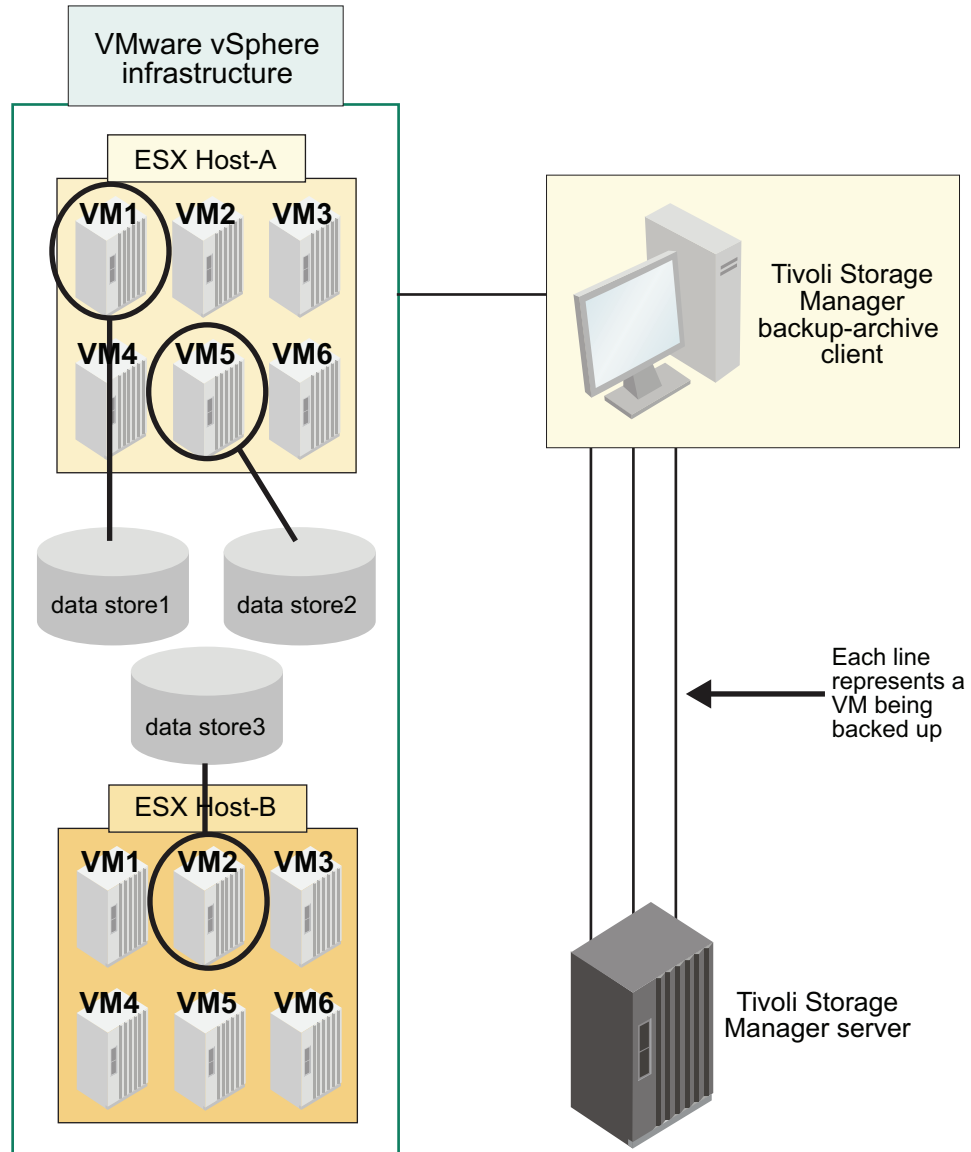 VMware vSphere
infrastructure
ESX Host-A
VM1 VM2 VM3
VM4 VM5 VM6
data store1
data store2
data store3
ESX Host-B
VM1 VM2 VM3
VM4 VM5 VM6
Tivoli Storage
Manager
backup-archive
client
Each line
represents a
VM being
backed up
Tivoli Storage
Manager server